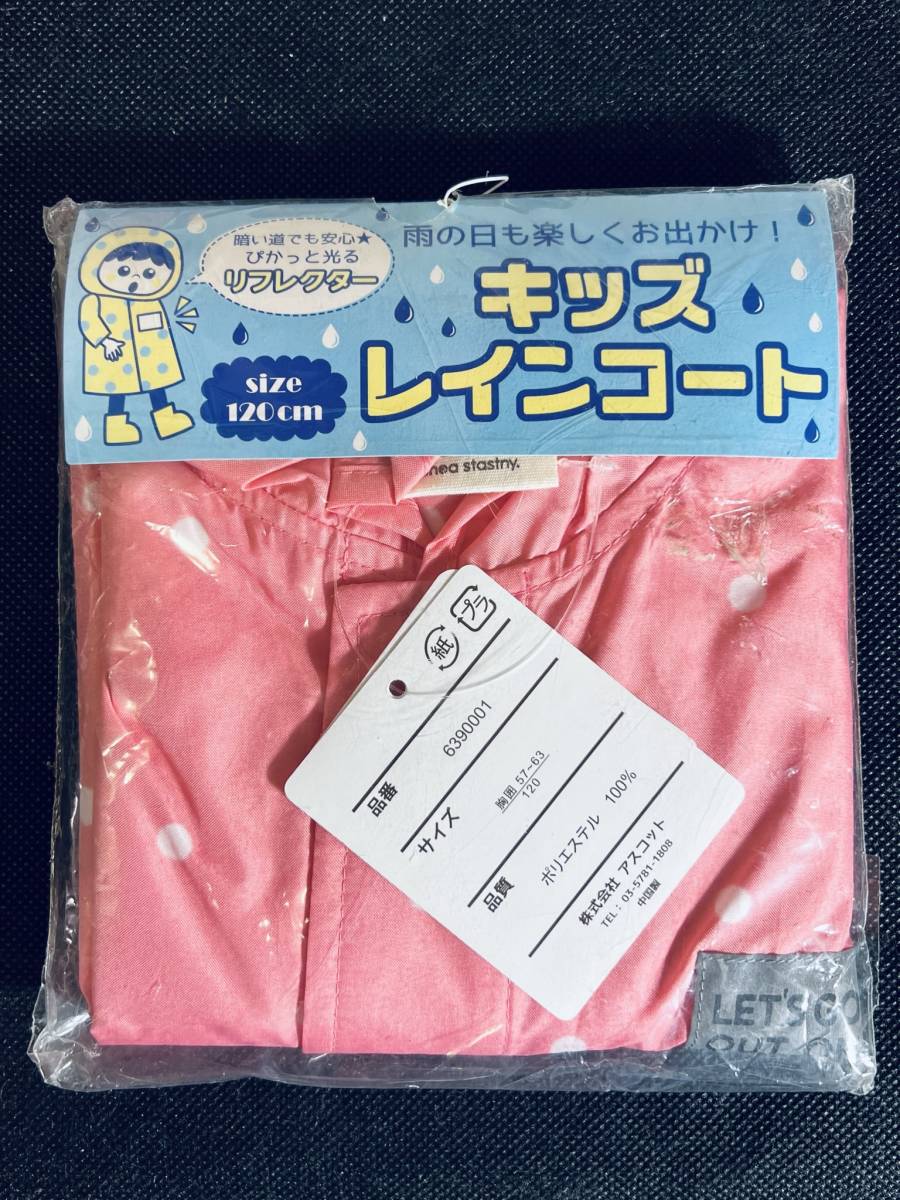 暗い道でも安心★
ぴかっと光る
リフレクター
雨の日も楽しくお出かけ！
キッズ
レインコート
size
120cm
stastny.
紙
プラ
品番 6390001
サイズ 胸囲 57~63
120
品質 ポリエステル 100%
株式会社 アスコット
TEL： 03-5781-1808
中国製
LET'S GO
OUT ON